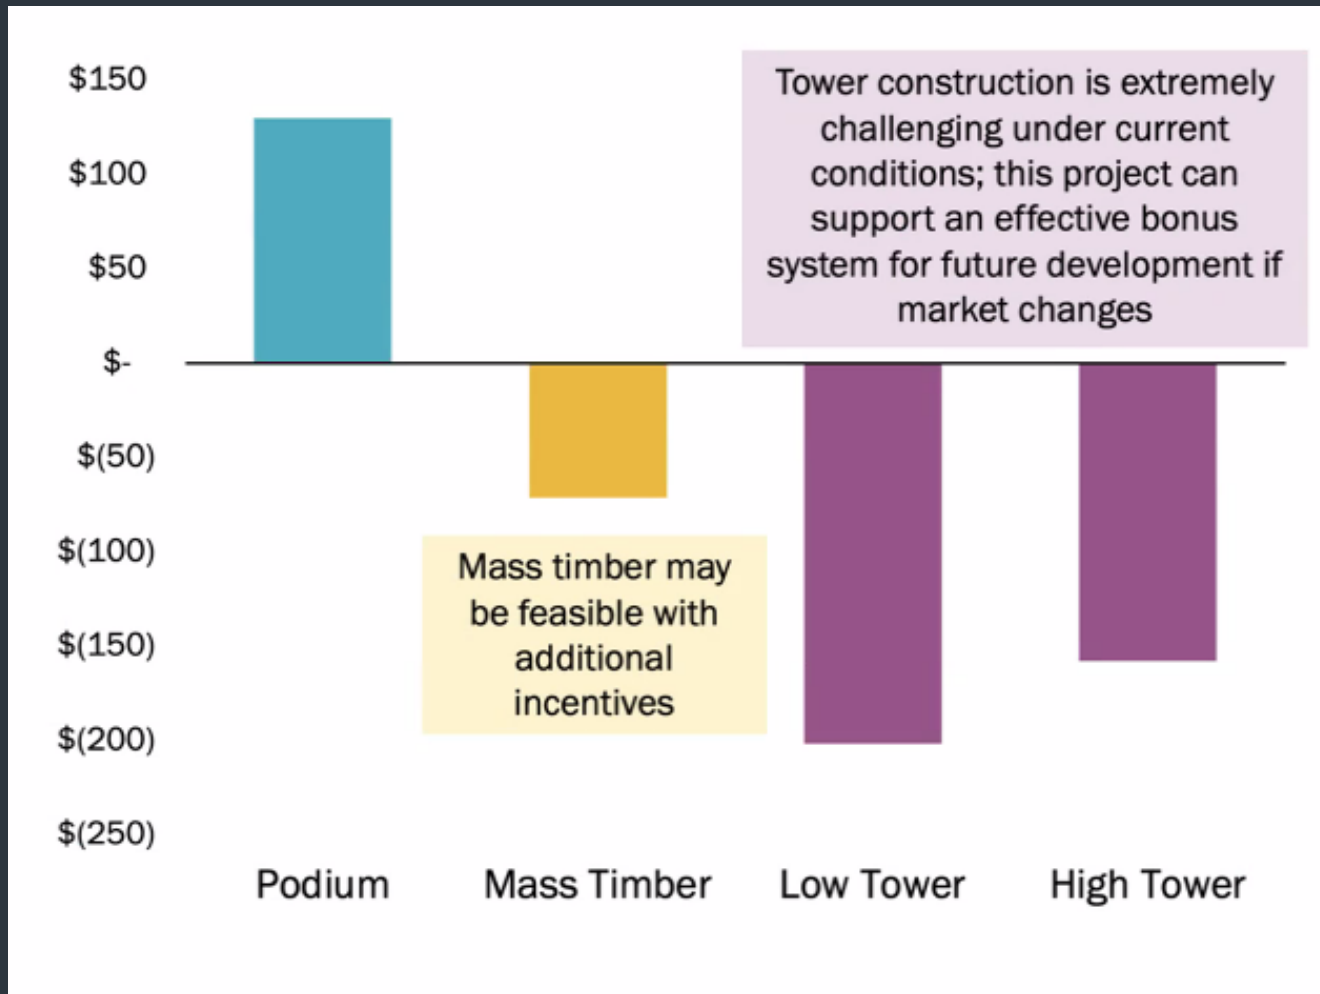 $150
$100
$50
$-
$(50)
$(100)
$(150)
$(200)
$(250)
Tower construction is extremely
challenging under current
conditions; this project can
support an effective bonus
system for future development if
market changes
Mass timber may
be feasible with
additional
incentives
Podium
Mass Timber
Low Tower
High Tower